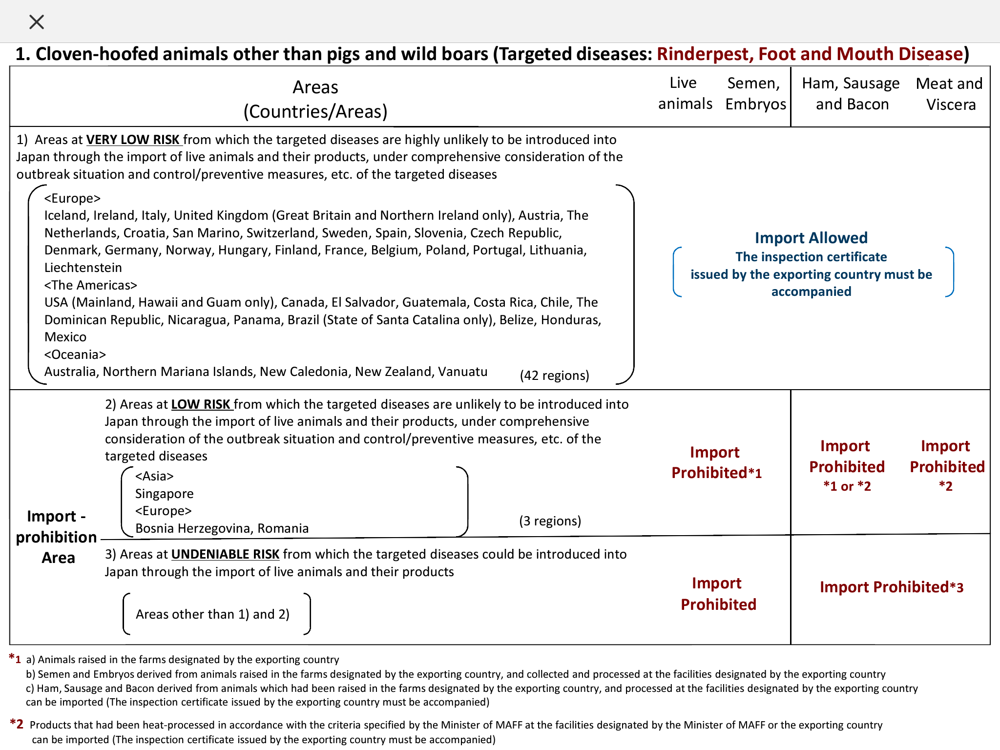 1. Cloven-hoofed animals other than pigs and wild boars (Targeted diseases: Rinderpest, Foot and Mouth Disease)
Areas
(Countries/Areas)
Live
animals
Semen,
Embryos
Ham, Sausage
and Bacon
Meat and
Viscera
1) Areas at VERY LOW RISK from which the targeted diseases are highly unlikely to be introduced into
Japan through the import of live animals and their products, under comprehensive consideration of the
outbreak situation and control/preventive measures, etc. of the targeted diseases
<Europe>
Iceland, Ireland, Italy, United Kingdom (Great Britain and Northern Ireland only), Austria, The
Netherlands, Croatia, San Marino, Switzerland, Sweden, Spain, Slovenia, Czech Republic,
Denmark, Germany, Norway, Hungary, Finland, France, Belgium, Poland, Portugal, Lithuania,
Liechtenstein
<The Americas>
USA (Mainland, Hawaii and Guam only), Canada, El Salvador, Guatemala, Costa Rica, Chile, The
Dominican Republic, Nicaragua, Panama, Brazil (State of Santa Catalina only), Belize, Honduras,
Mexico
<Oceania>
Australia, Northern Mariana Islands, New Caledonia, New Zealand, Vanuatu (42 regions)
Import Allowed
The inspection certificate
issued by the exporting country must be
accompanied
Import -
prohibition
Area
2) Areas at LOW RISK from which the targeted diseases are unlikely to be introduced into
Japan through the import of live animals and their products, under comprehensive
consideration of the outbreak situation and control/preventive measures, etc. of the
targeted diseases
<Asia>
Singapore
<Europe>
Bosnia Herzegovina, Romania
(3 regions)
Import
Prohibited*1
Import
Prohibited
*1 or *2
Import
Prohibited
*2
3) Areas at UNDENIABLE RISK from which the targeted diseases could be introduced into
Japan through the import of live animals and their products
Areas other than 1) and 2)
Import
Prohibited
Import Prohibited*3
*1 a) Animals raised in the farms designated by the exporting country
b) Semen and Embryos derived from animals raised in the farms designated by the exporting country, and collected and processed at the facilities designated by the exporting country
c) Ham, Sausage and Bacon derived from animals which had been raised in the farms designated by the exporting country, and processed at the facilities designated by the exporting country
can be imported (The inspection certificate issued by the exporting country must be accompanied)
*2 Products that had been heat-processed in accordance with the criteria specified by the Minister of MAFF at the facilities designated by the Minister of MAFF or the exporting country
can be imported (The inspection certificate issued by the exporting country must be accompanied)